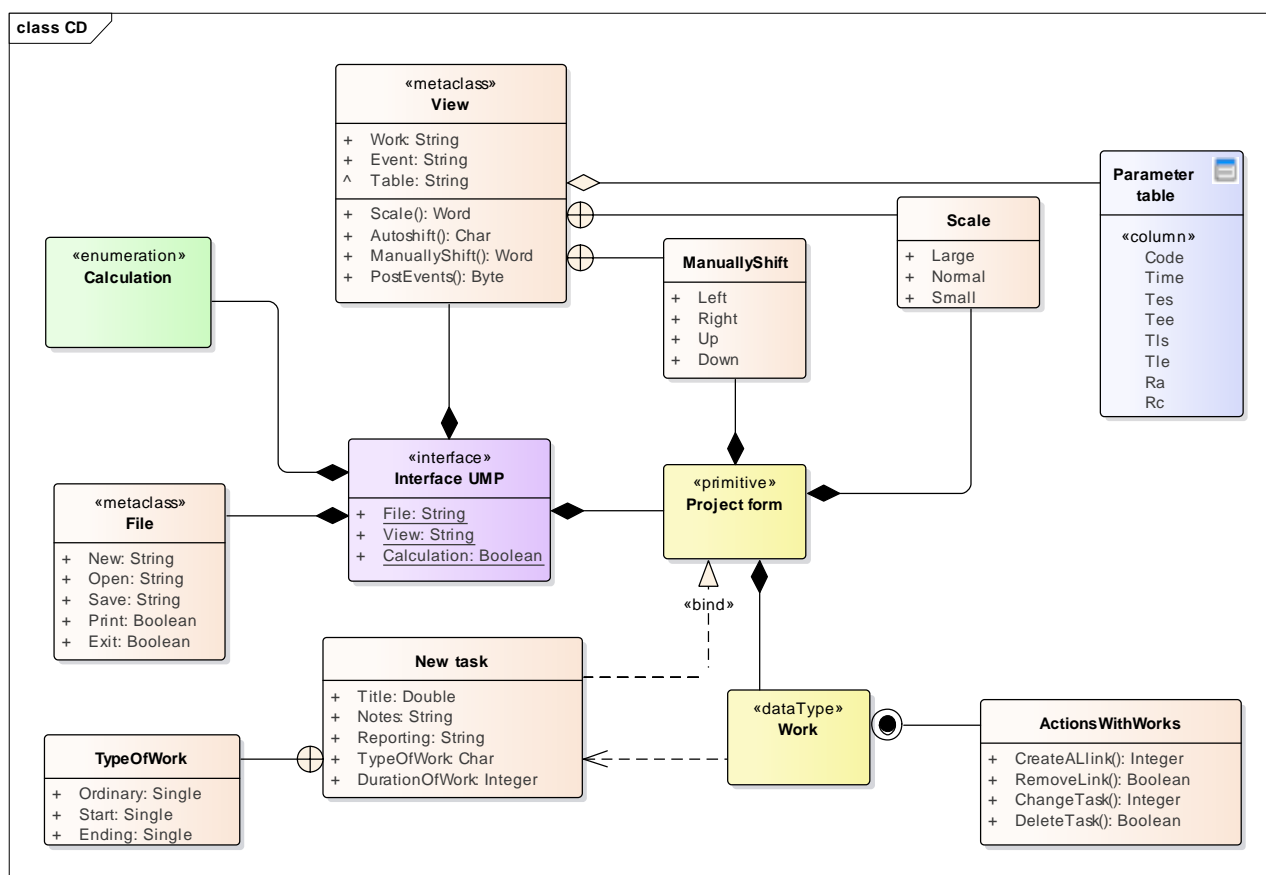 class CD
«metaclass»
View
+ Work: String
+ Event: String
^ Table: String
+ Scale(): Word
+ Autoshift(): Char
+ ManuallyShift(): Word
+ PostEvents(): Byte
Parameter
table
«column»
Code
Time
Tes
Tee
Tls
Tle
Ra
Rc
Scale
+ Large
+ Normal
+ Small
ManuallyShift
+ Left
+ Right
+ Up
+ Down
«enumeration»
Calculation
«interface»
Interface UMP
+ File: String
+ View: String
+ Calculation: Boolean
«primitive»
Project form
«metaclass»
File
+ New: String
+ Open: String
+ Save: String
+ Print: Boolean
+ Exit: Boolean
«bind»
New task
+ Title: Double
+ Notes: String
+ Reporting: String
+ TypeOfWork: Char
+ DurationOfWork: Integer
«dataType»
Work
ActionsWithWorks
+ CreateALlink(): Integer
+ RemoveLink(): Boolean
+ ChangeTask(): Integer
+ DeleteTask(): Boolean
TypeOfWork
+ Ordinary: Single
+ Start: Single
+ Ending: Single